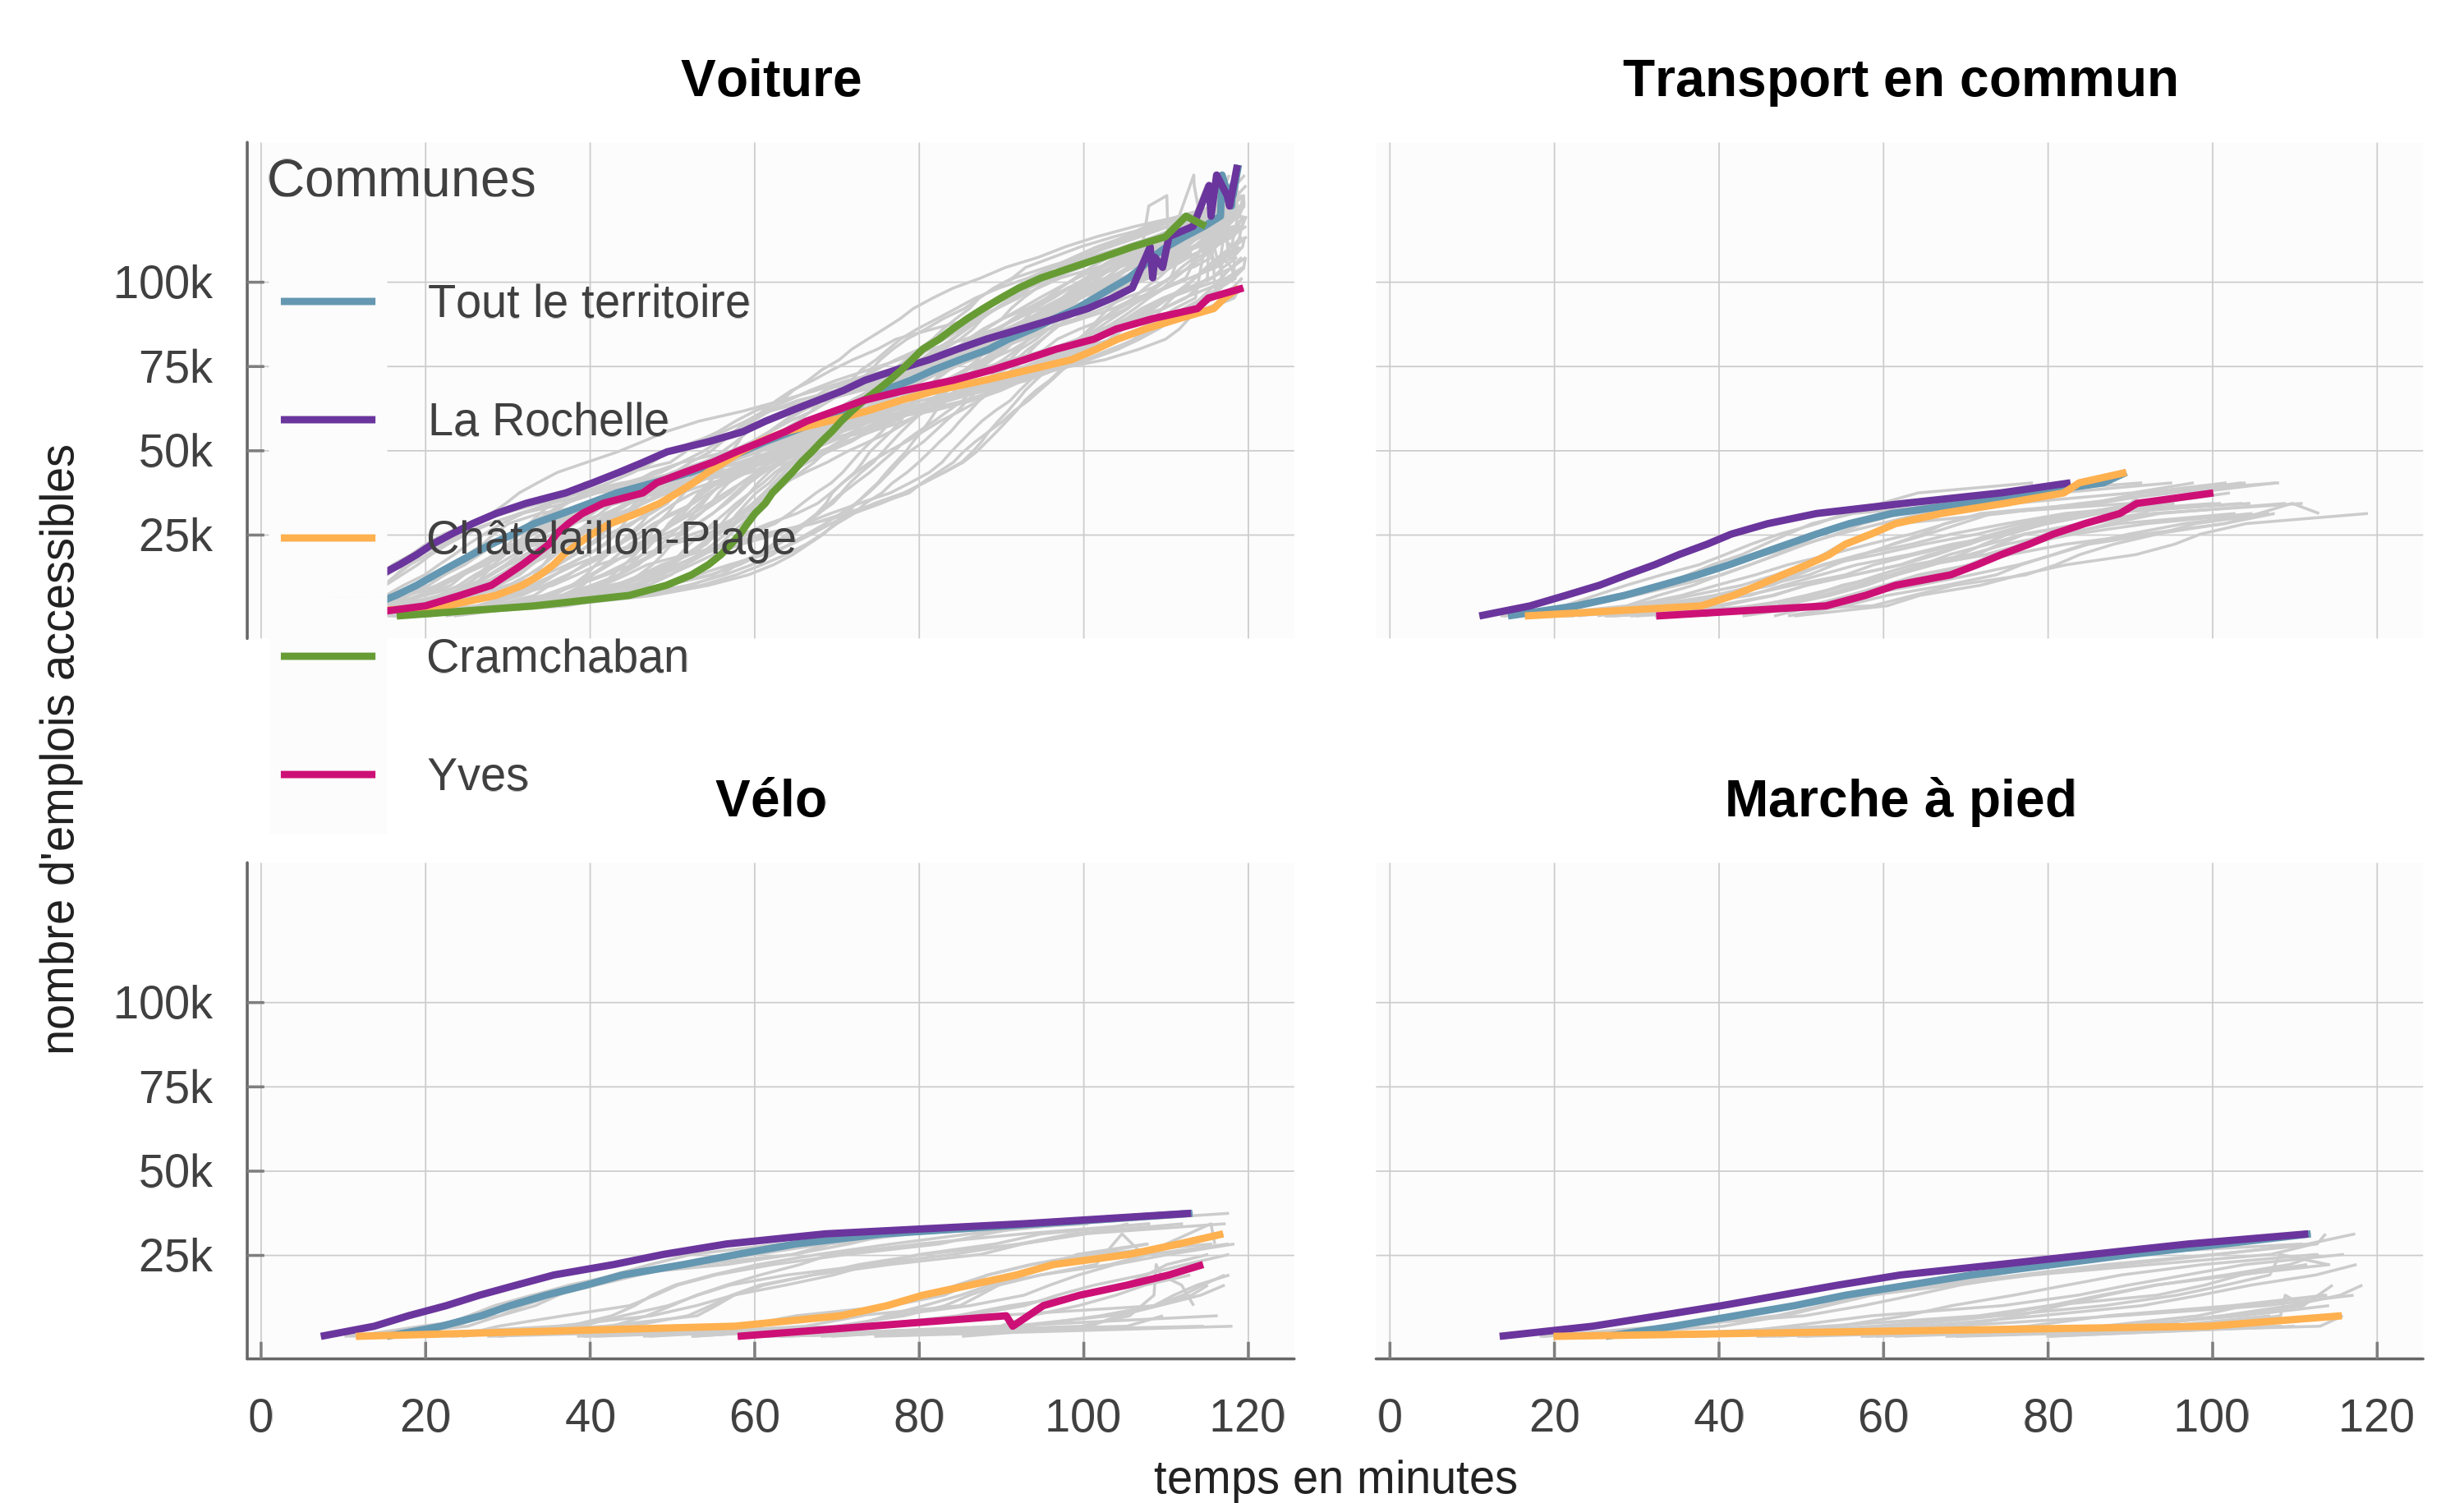 Voiture
Transport en commun
Communes
Tout le territoire
La Rochelle
Châtelaillon-Plage
Cramchaban
Yves
100k
75k
50k
25k
nombre d'emplois accessibles
Vélo
Marche à pied
100k
75k
50k
25k
0 20 40 60 80 100 120
0 20 40 60 80 100 120
temps en minutes